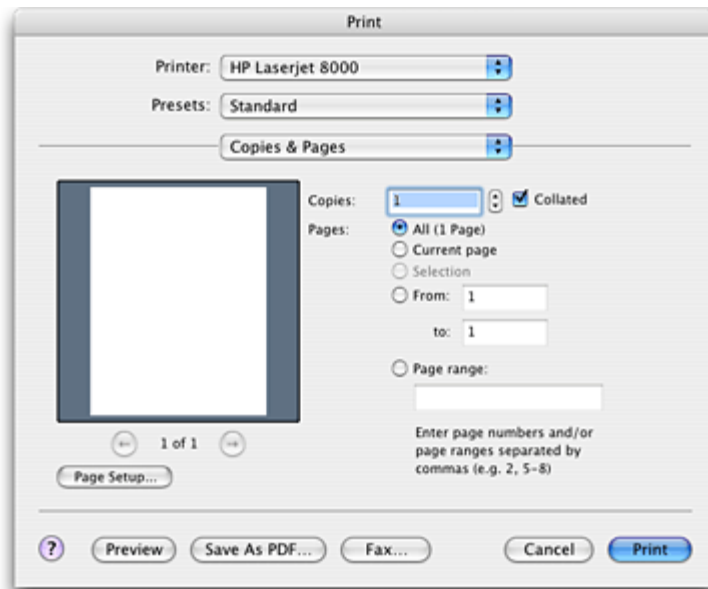 Print
Printer: HP Laserjet 8000
Presets: Standard
Copies & Pages
Copies: 1 Collated
Pages: All (1 Page)
Current page
Selection
From: 1
to: 1
Page range:
Enter page numbers and/or
page ranges separated by
commas (e.g. 2, 5-8)
1 of 1
Page Setup...
? Preview Save As PDF... Fax... Cancel Print